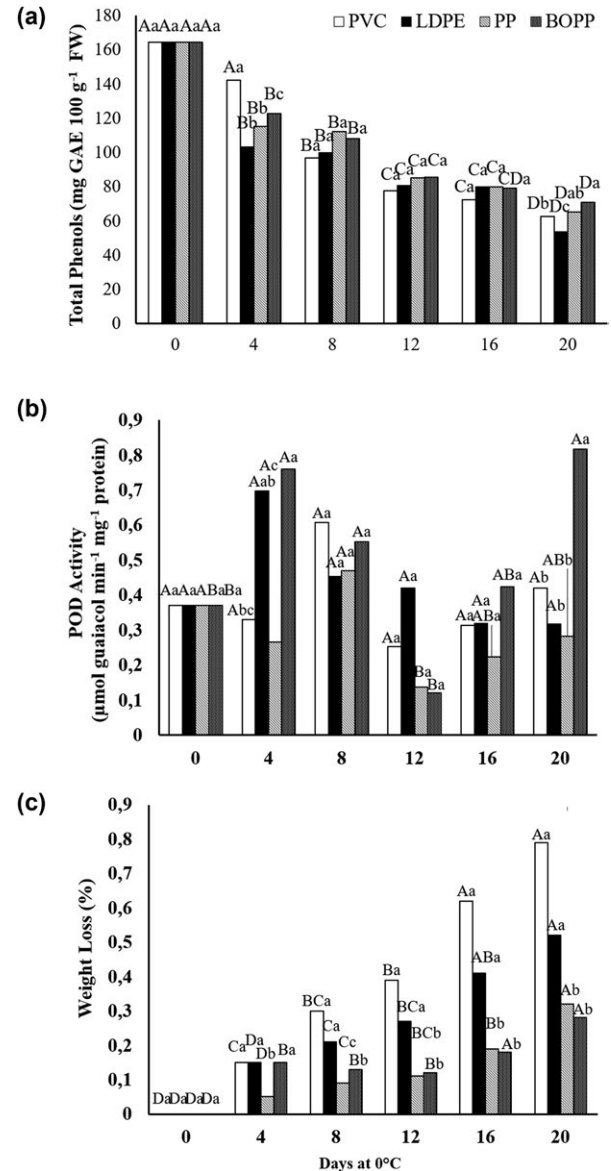 (a)
PVC LDPE PP BOPP
Total Phenols (mg GAE 100 g⁻¹ FW)
180
160
140
120
100
80
60
40
20
0
AaAa AaAa
Aa Bb Bb Bc
Ba Ba Ba Ba
Ca Ca CaCa
Ca Ca Ca CDa
Db Dc Dab Da
0 4 8 12 16 20
(b)
POD Activity
(µmol guaiacol min⁻¹ mg⁻¹ protein)
0,9
0,8
0,7
0,6
0,5
0,4
0,3
0,2
0,1
0
AaAaABaBa
Abc Aab Ac Aa
Aa Aa Aa Aa
Aa Aa Ba Ba
Aa Aa ABa ABa
Ab Ab ABb Aa
0 4 8 12 16 20
(c)
Weight Loss (%)
0,9
0,8
0,7
0,6
0,5
0,4
0,3
0,2
0,1
0
DaDaDaDa
Ca Da Db Ba
BCa Ca Cc Bb
Ba BCa BCb Bb
Aa ABa Bb Ab
Aa Aa Ab Ab
0 4 8 12 16 20
Days at 0°C